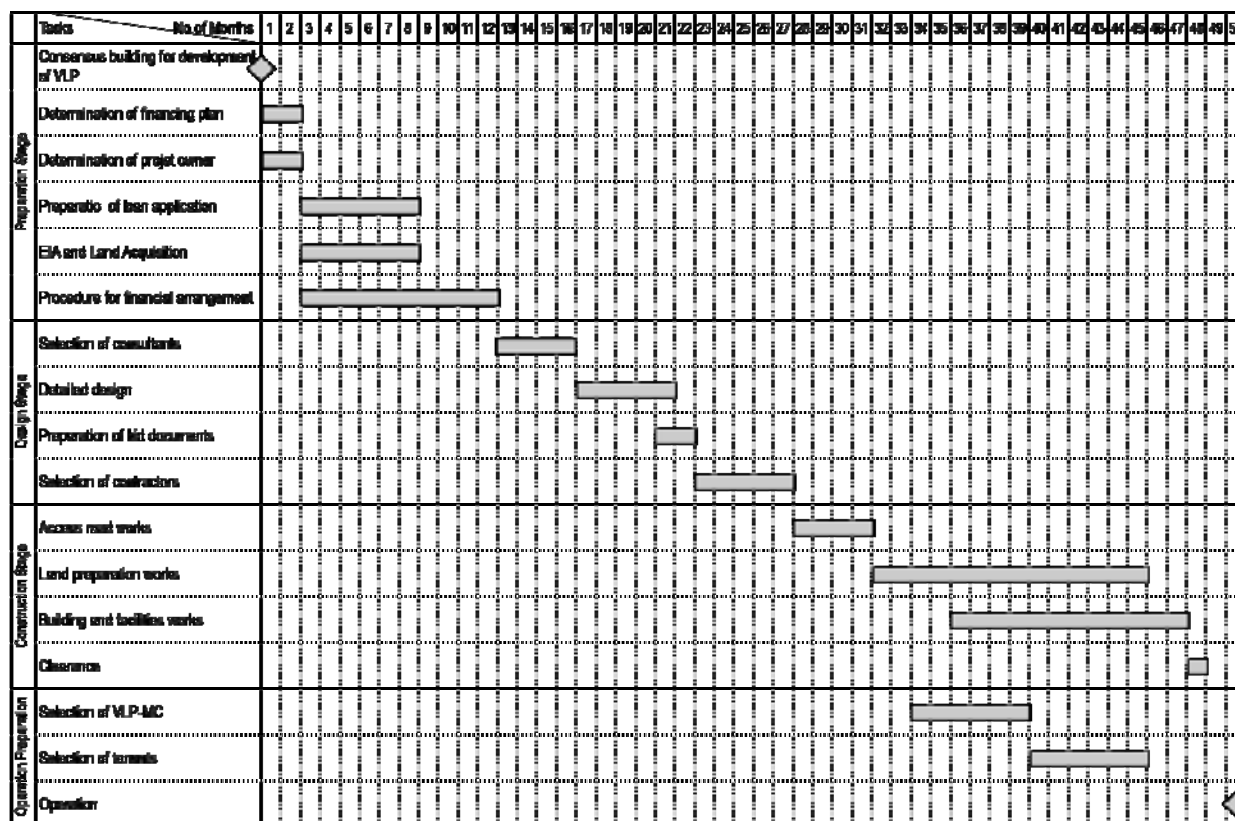 Tasks No.of Months 1 2 3 4 5 6 7 8 9 10 11 12 13 14 15 16 17 18 19 20 21 22 23 24 25 26 27 28 29 30 31 32 33 34 35 36 37 38 39 40 41 42 43 44 45 46 47 48 49
Preparation Stage
Consensus building for development
of VLP
Determination of financing plan
Determination of projet owner
Preparatio of loan application
EIA and Land Acquisition
Procedure for financial arrangement
Design Stage
Selection of consultants
Detailed design
Preparation of bid documents
Selection of contractors
Construction Stage
Access road works
Land preparation works
Building and facilities works
Clearance
Operation Preparation
Selection of VLP-MC
Selection of tenants
Operation